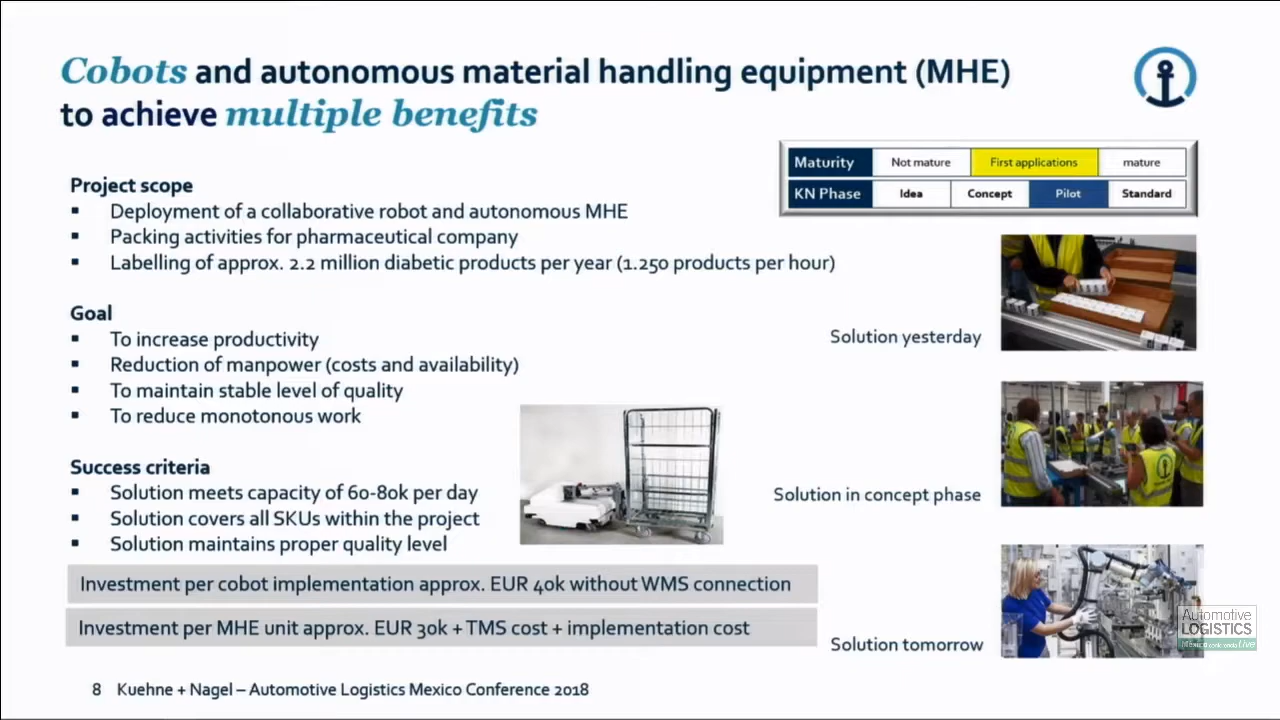 Cobots and autonomous material handling equipment (MHE)
to achieve multiple benefits
Maturity Not mature First applications mature
KN Phase Idea Concept Pilot Standard
Project scope
▪ Deployment of a collaborative robot and autonomous MHE
▪ Packing activities for pharmaceutical company
▪ Labelling of approx. 2.2 million diabetic products per year (1.250 products per hour)
Goal
▪ To increase productivity
▪ Reduction of manpower (costs and availability)
▪ To maintain stable level of quality
▪ To reduce monotonous work
Success criteria
▪ Solution meets capacity of 60-80k per day
▪ Solution covers all SKUs within the project
▪ Solution maintains proper quality level
Investment per cobot implementation approx. EUR 40k without WMS connection
Investment per MHE unit approx. EUR 30k + TMS cost + implementation cost
Solution yesterday
Solution in concept phase
Solution tomorrow
Automotive
LOGISTICS
live
8 Kuehne + Nagel – Automotive Logistics Mexico Conference 2018